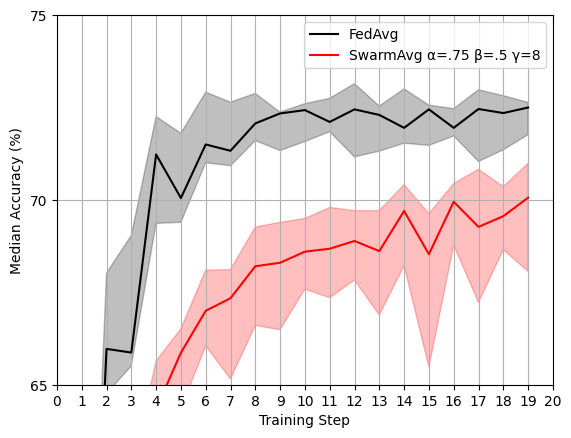 75
70
65
Median Accuracy (%)
FedAvg
SwarmAvg α=.75 β=.5 γ=8
0 1 2 3 4 5 6 7 8 9 10 11 12 13 14 15 16 17 18 19 20
Training Step